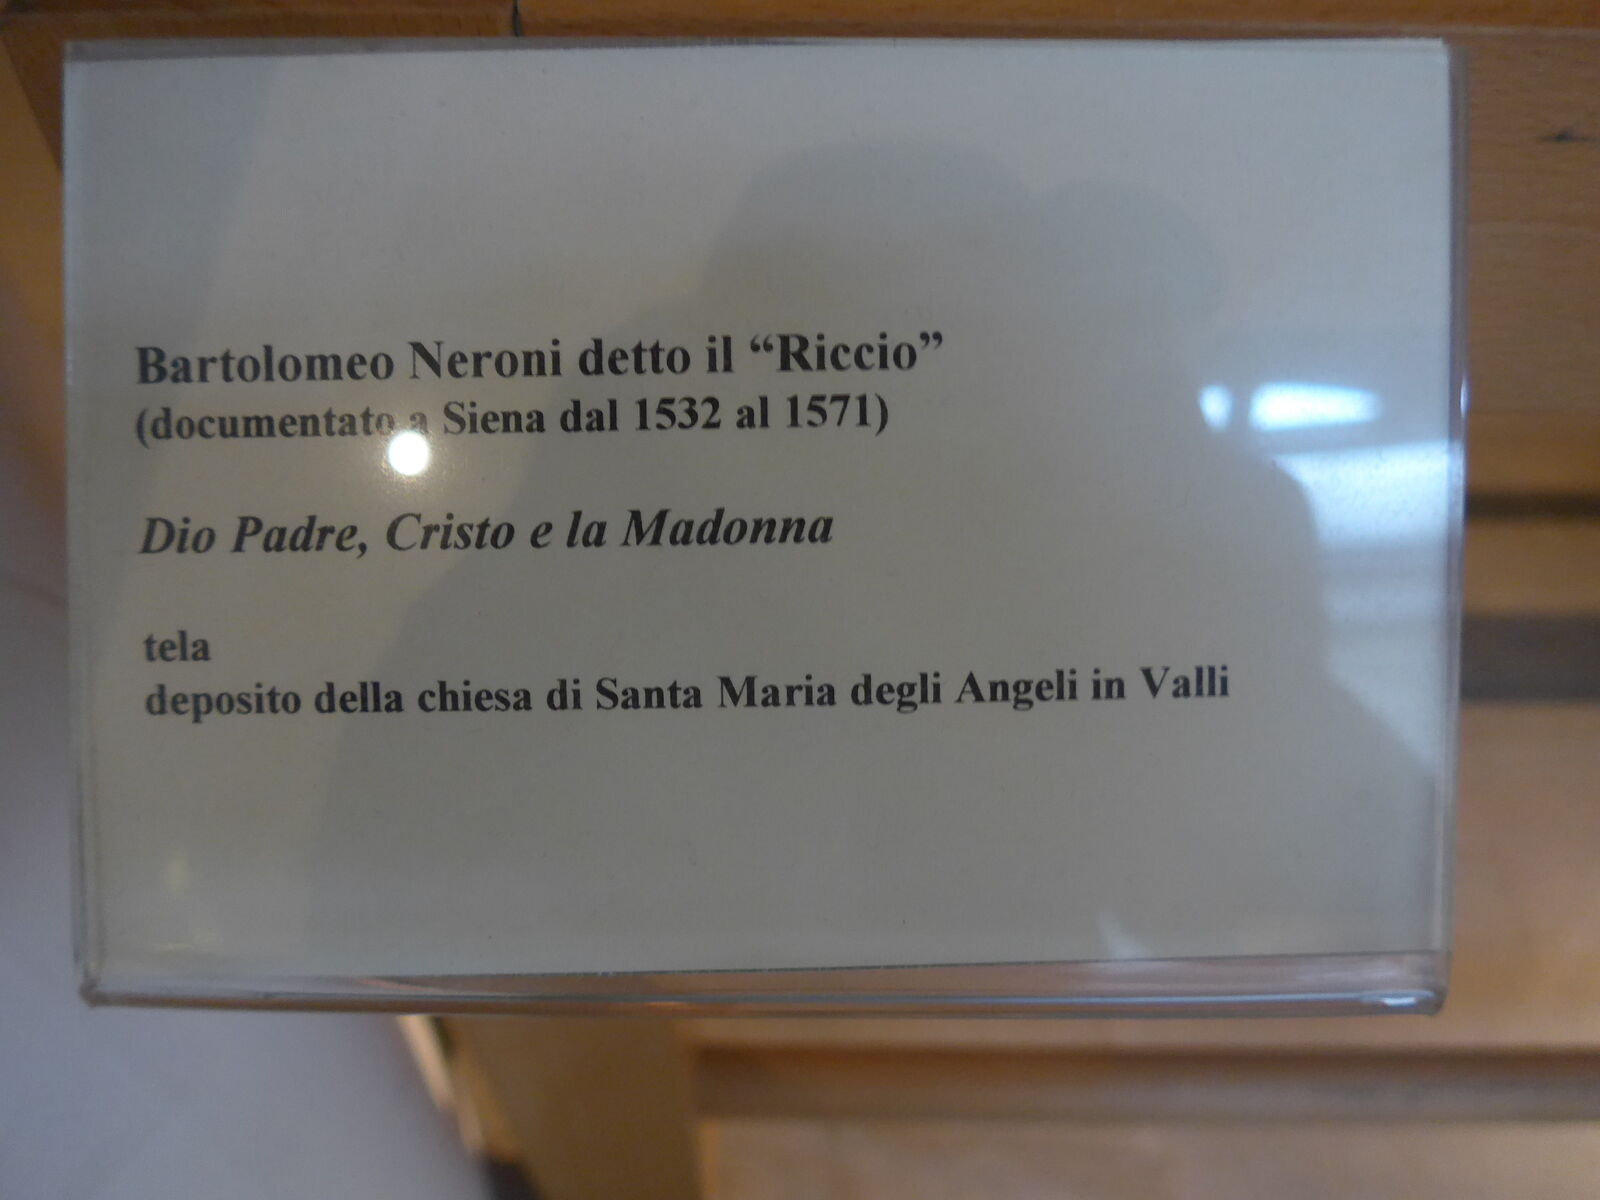 Bartolomeo Neroni detto il “Riccio”
(documentato a Siena dal 1532 al 1571)
Dio Padre, Cristo e la Madonna
tela
deposito della chiesa di Santa Maria degli Angeli in Valli